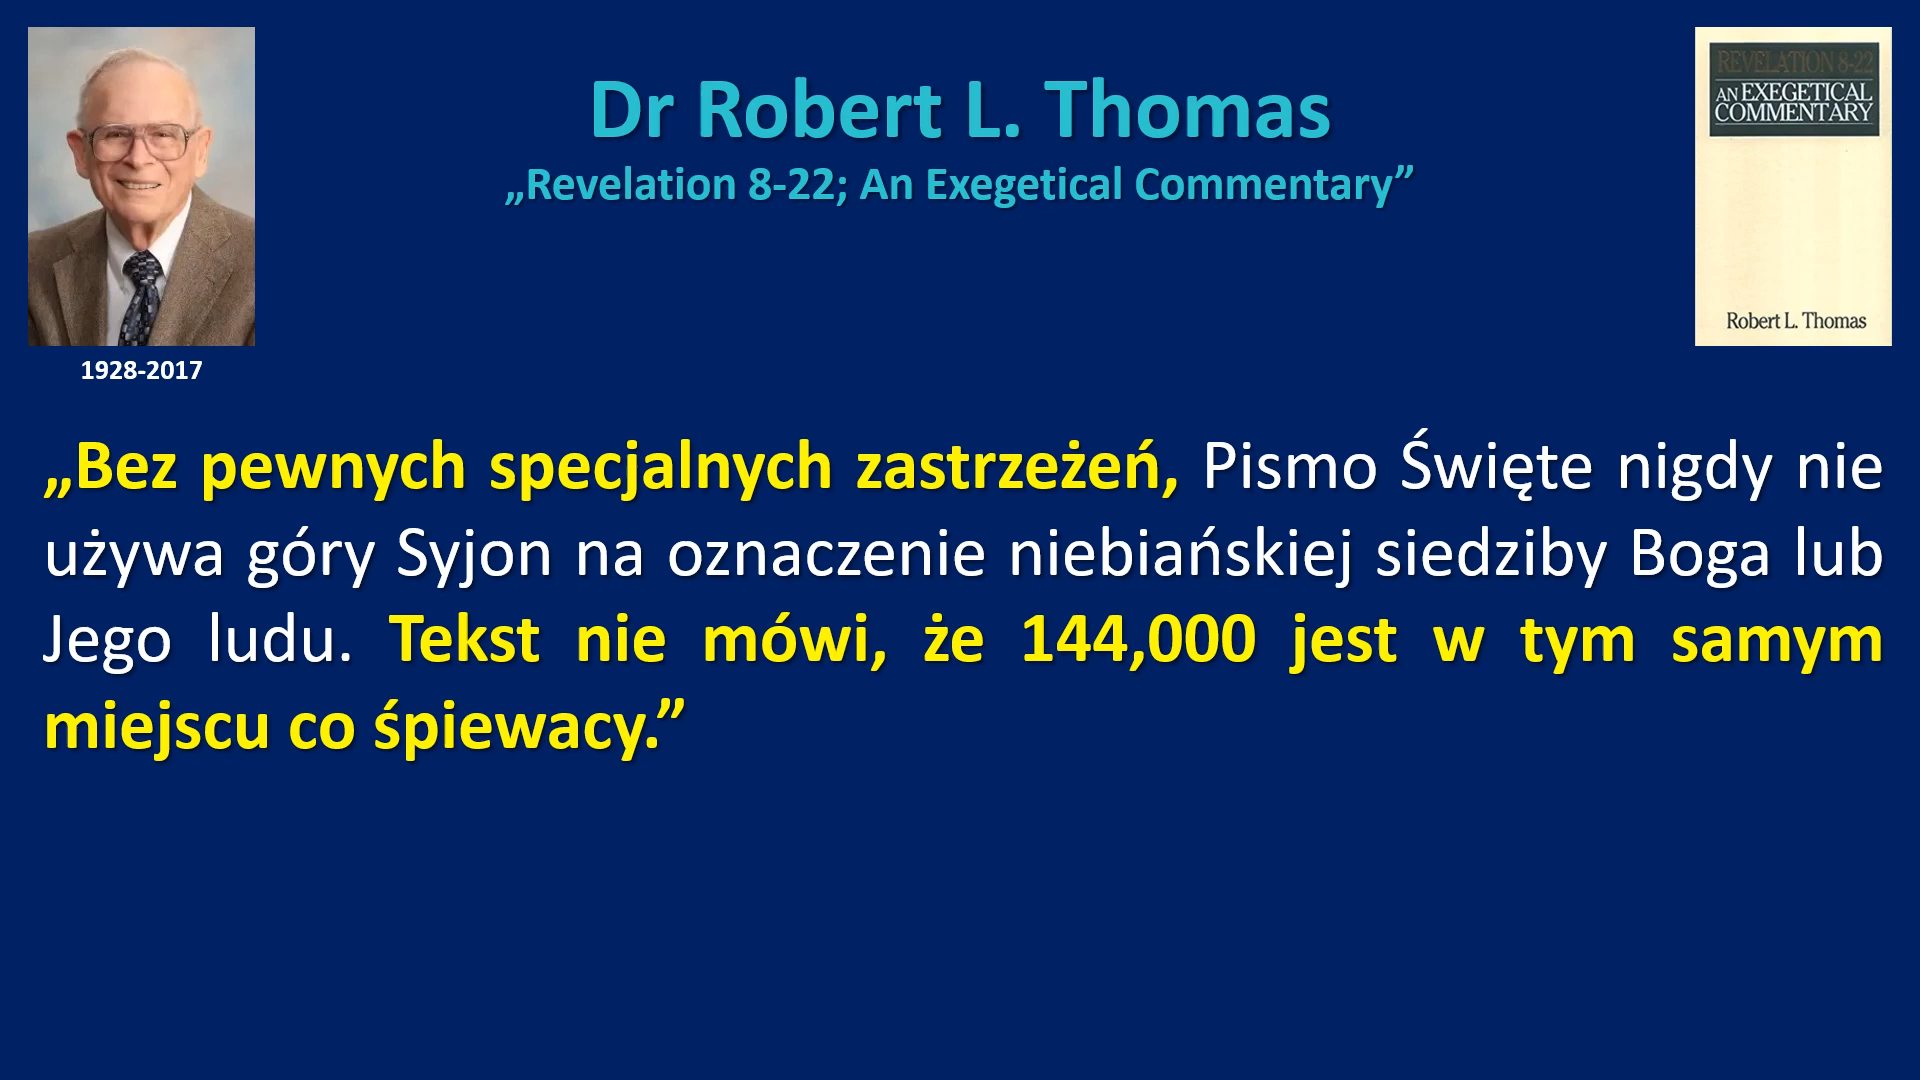 Dr Robert L. Thomas
„Revelation 8-22; An Exegetical Commentary”
REVELATION 8-22
AN EXEGETICAL
COMMENTARY
Robert L. Thomas
1928-2017
„Bez pewnych specjalnych zastrzeżeń, Pismo Święte nigdy nie
używa góry Syjon na oznaczenie niebiańskiej siedziby Boga lub
Jego ludu. Tekst nie mówi, że 144,000 jest w tym samym
miejscu co śpiewacy.”